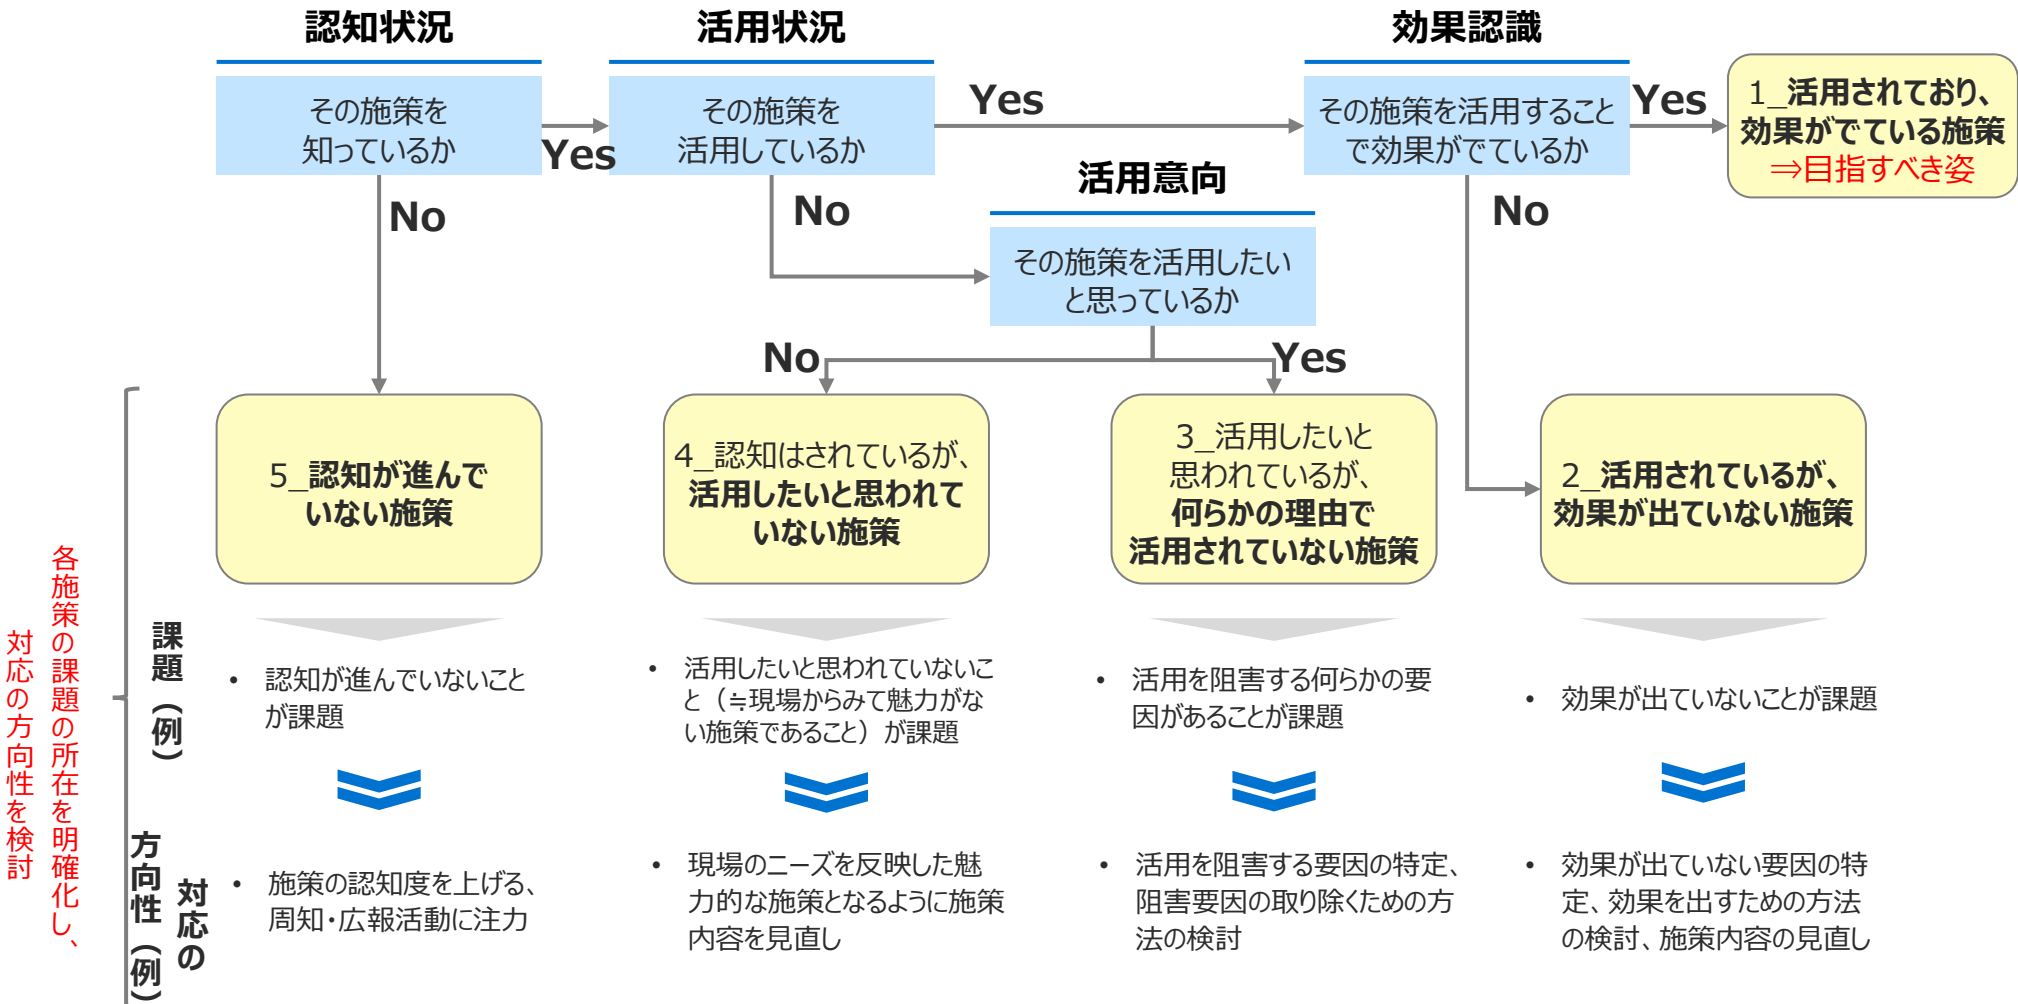 認知状況
活用状況
効果認識
その施策を
知っているか
Yes
その施策を
活用しているか
Yes
その施策を活用すること
で効果がでているか
Yes
1_活用されており、
効果がでている施策
⇒目指すべき姿
No
No
活用意向
その施策を活用したい
と思っているか
No
No
Yes
5_認知が進んで
いない施策
4_認知はされているが、
活用したいと思われて
いない施策
3_活用したいと
思われているが、
何らかの理由で
活用されていない施策
2_活用されているが、
効果が出ていない施策
各施策の課題の所在を明確化し、
対応の方向性を検討
課題（例）
• 認知が進んでいないこと
が課題
• 活用したいと思われていないこ
と（≒現場からみて魅力がな
い施策であること）が課題
• 活用を阻害する何らかの要
因があることが課題
• 効果が出ていないことが課題
対応の
方向性（例）
• 施策の認知度を上げる、
周知・広報活動に注力
• 現場のニーズを反映した魅
力的な施策となるように施策
内容を見直し
• 活用を阻害する要因の特定、
阻害要因の取り除くための方
法の検討
• 効果が出ていない要因の特
定、効果を出すための方法
の検討、施策内容の見直し